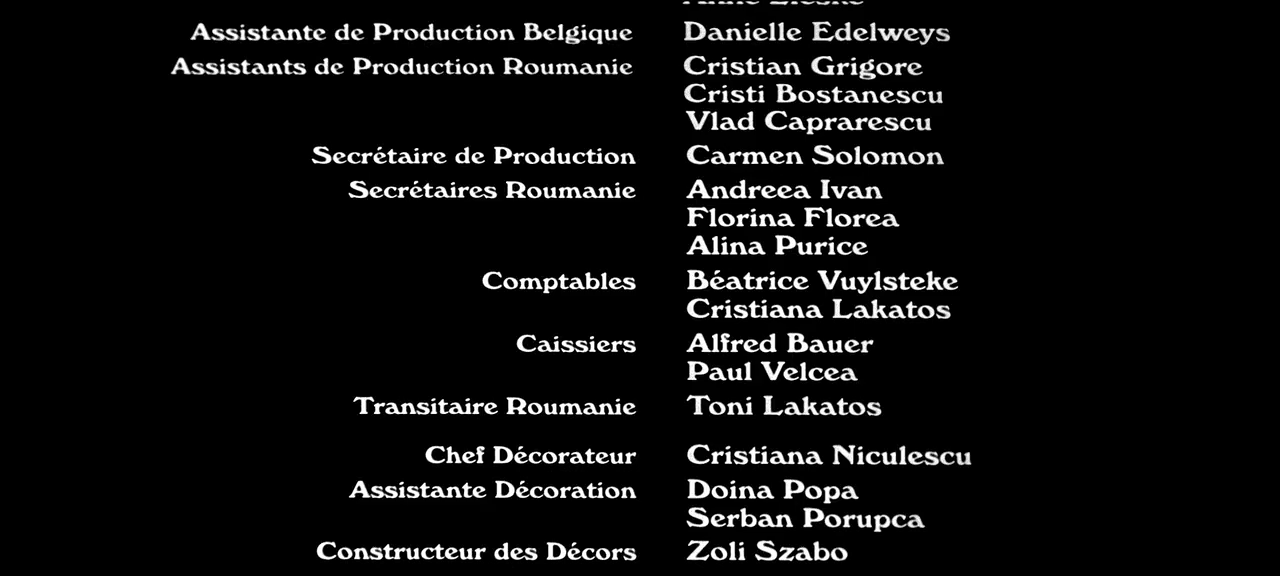 Assistante de Production Belgique Danielle Edelweys
Assistants de Production Roumanie Cristian Grigore
Cristi Bostanescu
Vlad Caprarescu
Secrétaire de Production Carmen Solomon
Secrétaires Roumanie Andreea Ivan
Florina Florea
Alina Purice
Comptables Béatrice Vuylsteke
Cristiana Lakatos
Caissiers Alfred Bauer
Paul Velcea
Transitaire Roumanie Toni Lakatos
Chef Décorateur Cristiana Niculescu
Assistante Décoration Doina Popa
Serban Porupca
Constructeur des Décors Zoli Szabo